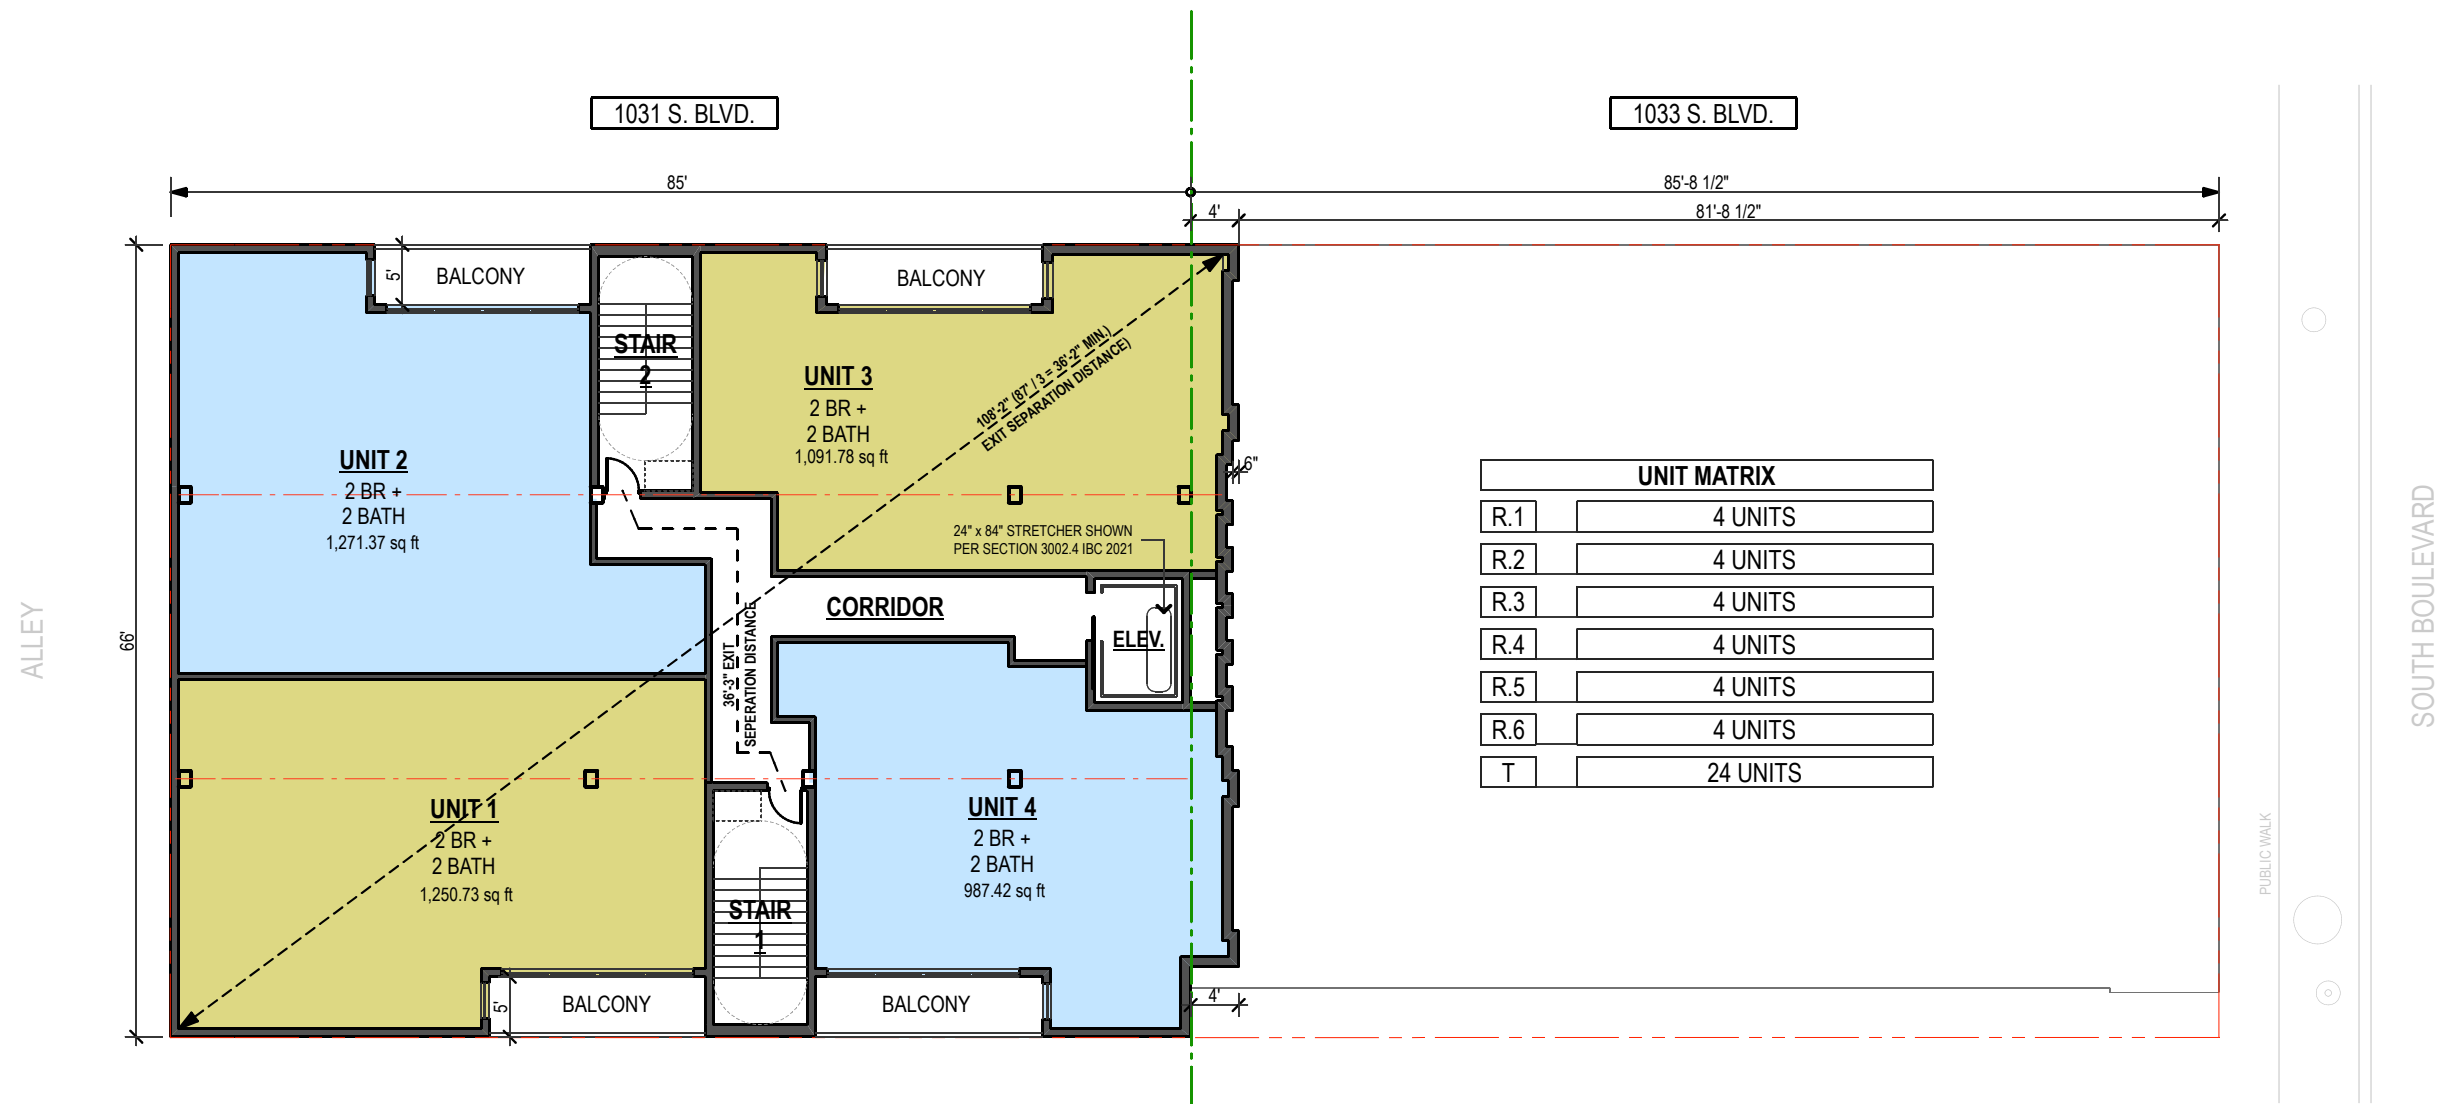 1031 S. BLVD.
1033 S. BLVD.
85'
85'-8 1/2"
4'
81'-8 1/2"
5'
BALCONY
BALCONY
STAIR
2
UNIT 3
2 BR +
2 BATH
1,091.78 sq ft
108'-2" (87' / 3 = 36'-2" MIN.)
EXIT SEPARATION DISTANCE)
6"
UNIT 2
2 BR +
2 BATH
1,271.37 sq ft
24" x 84" STRETCHER SHOWN
PER SECTION 3002.4 IBC 2021
UNIT MATRIX
R.1 4 UNITS
R.2 4 UNITS
R.3 4 UNITS
R.4 4 UNITS
R.5 4 UNITS
R.6 4 UNITS
T 24 UNITS
ALLEY
66'
CORRIDOR
ELEV.
36'-3" EXIT
SEPERATION DISTANCE
SOUTH BOULEVARD
PUBLIC WALK
UNIT 1
2 BR +
2 BATH
1,250.73 sq ft
UNIT 4
2 BR +
2 BATH
987.42 sq ft
STAIR
1
5'
BALCONY
BALCONY
4'